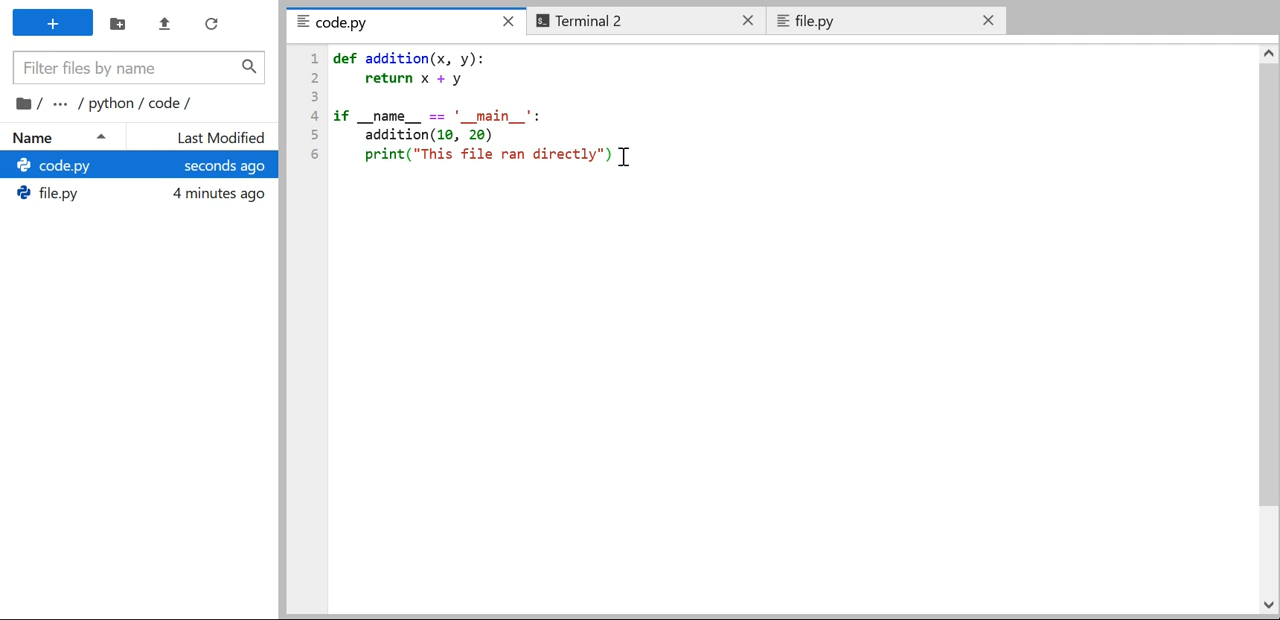 +
Filter files by name
/ ··· / python / code /
Name Last Modified
code.py seconds ago
file.py 4 minutes ago
code.py Terminal 2 file.py
1 def addition(x, y):
2     return x + y
3
4 if __name__ == '__main__':
5     addition(10, 20)
6     print("This file ran directly")